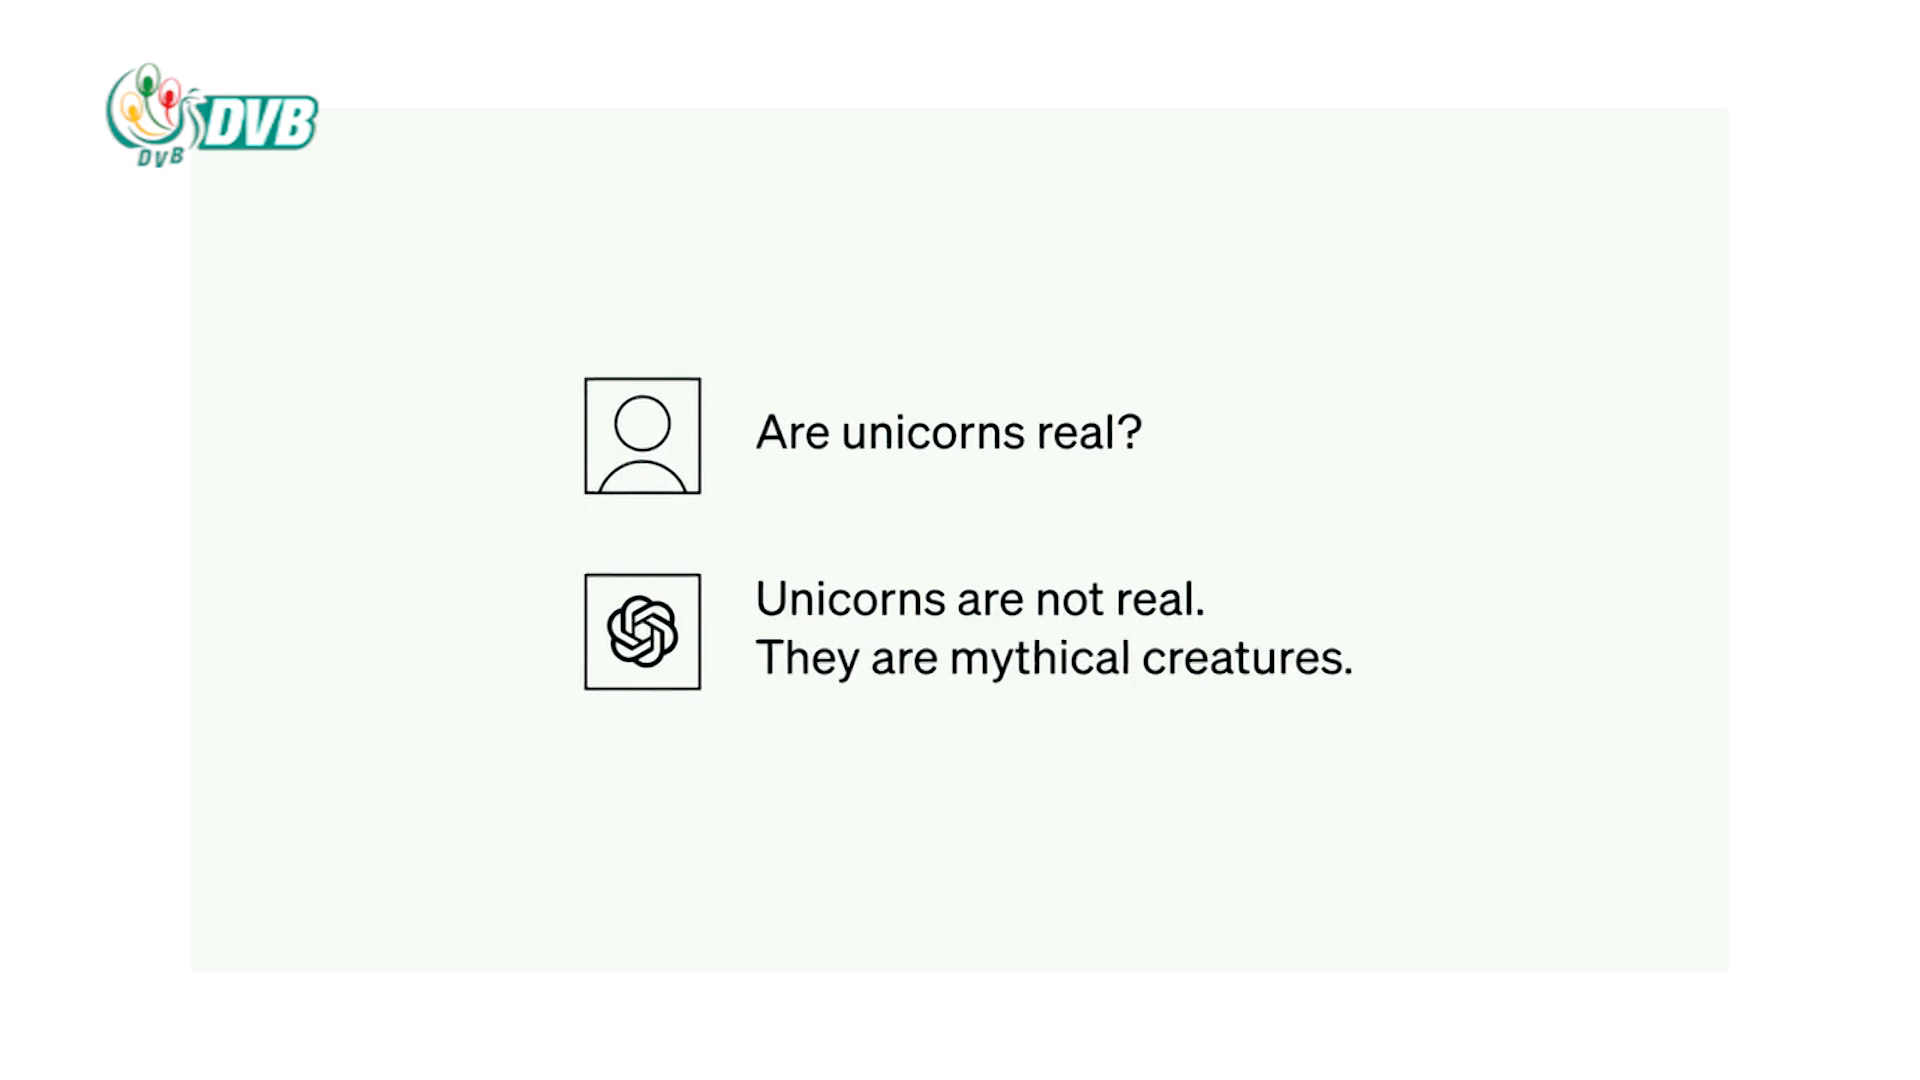 DVB
DVB
Are unicorns real?
Unicorns are not real.
They are mythical creatures.